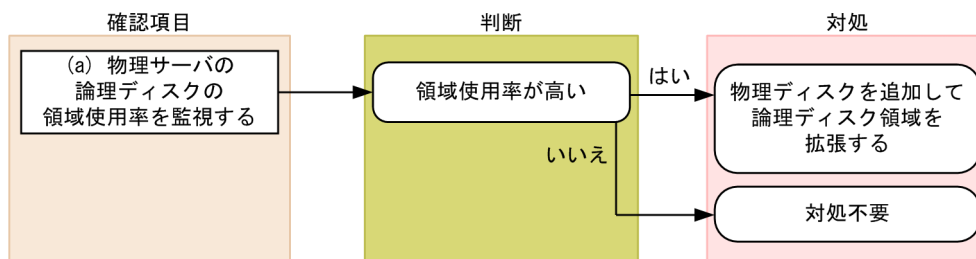 確認項目
判断
対処
(a) 物理サーバの
論理ディスクの
領域使用率を監視する
領域使用率が高い
はい
いいえ
物理ディスクを追加して
論理ディスク領域を
拡張する
対処不要